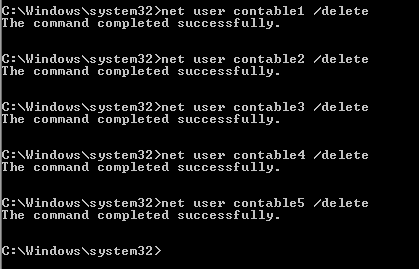 C:\Windows\system32>net user contable1 /delete
The command completed successfully.
C:\Windows\system32>net user contable2 /delete
The command completed successfully.
C:\Windows\system32>net user contable3 /delete
The command completed successfully.
C:\Windows\system32>net user contable4 /delete
The command completed successfully.
C:\Windows\system32>net user contable5 /delete
The command completed successfully.
C:\Windows\system32>